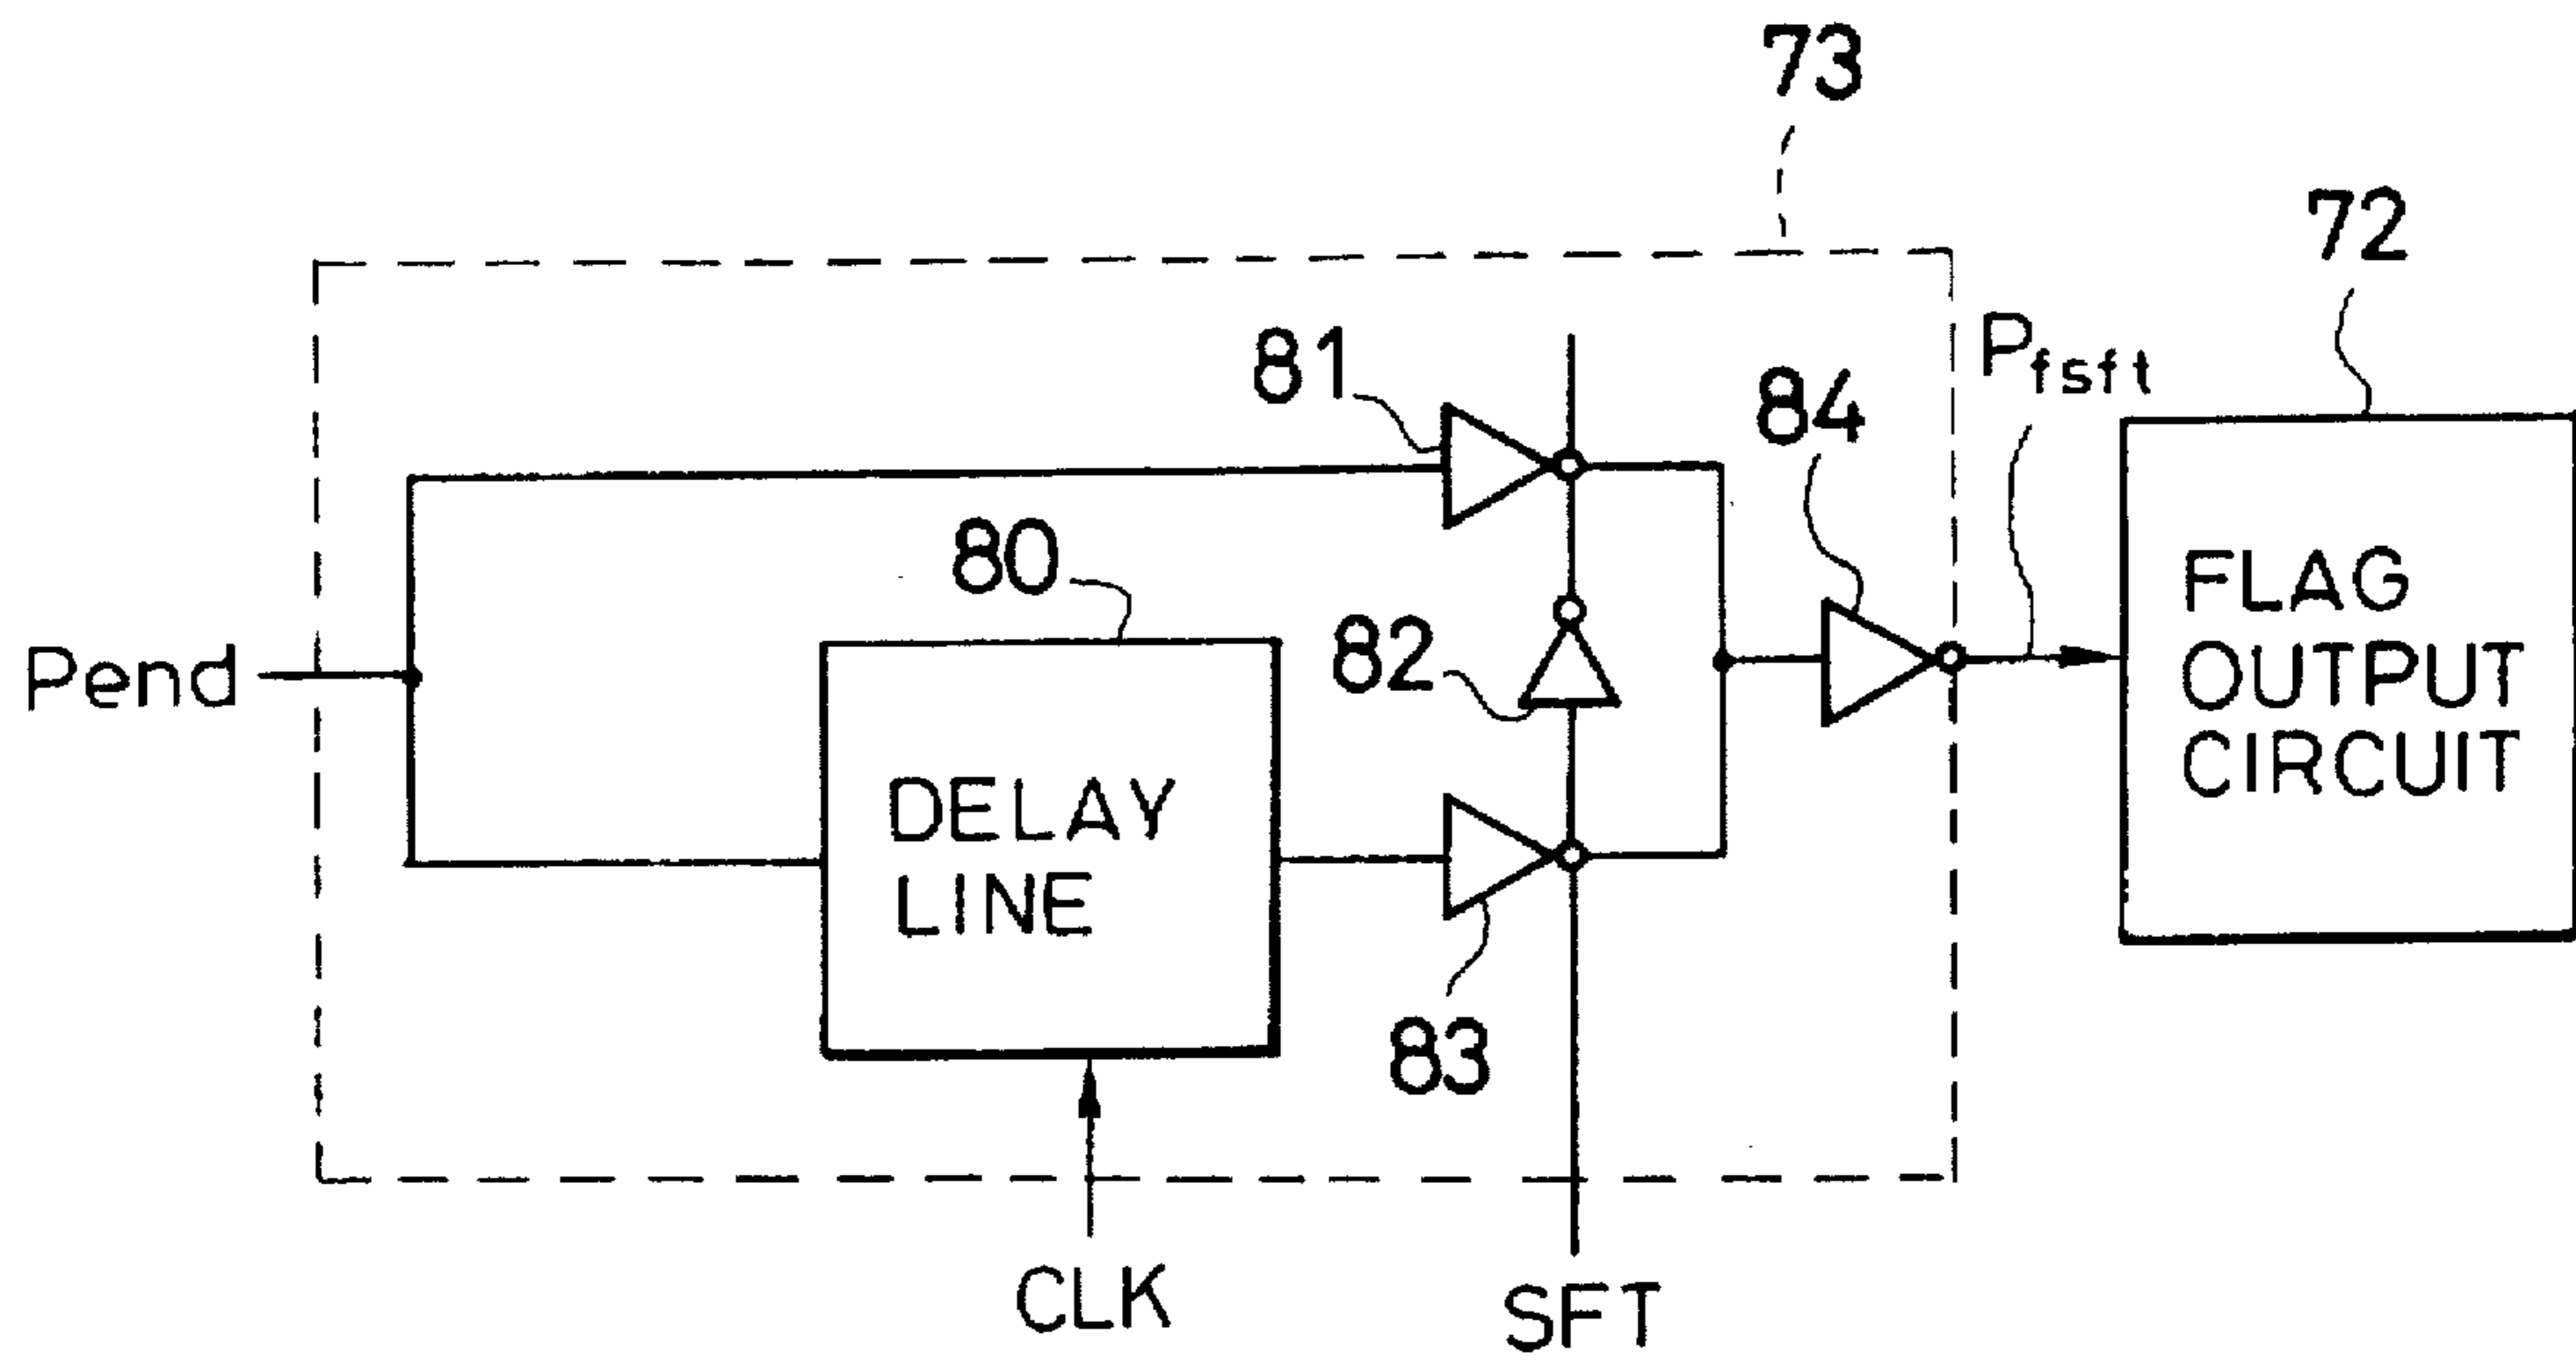 73
72
81
84
Pfsft
80
82
FLAG
OUTPUT
CIRCUIT
Pend
DELAY
LINE
83
CLK
SFT